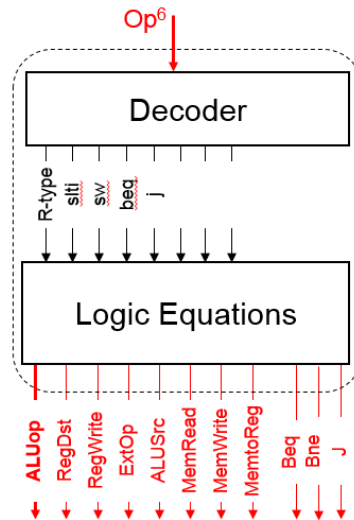 Op6
Decoder
R-type
slti
sw
beq
j
Logic Equations
ALUop
RegDst
RegWrite
ExtOp
ALUSrc
MemRead
MemWrite
MemtoReg
Beq
Bne
J